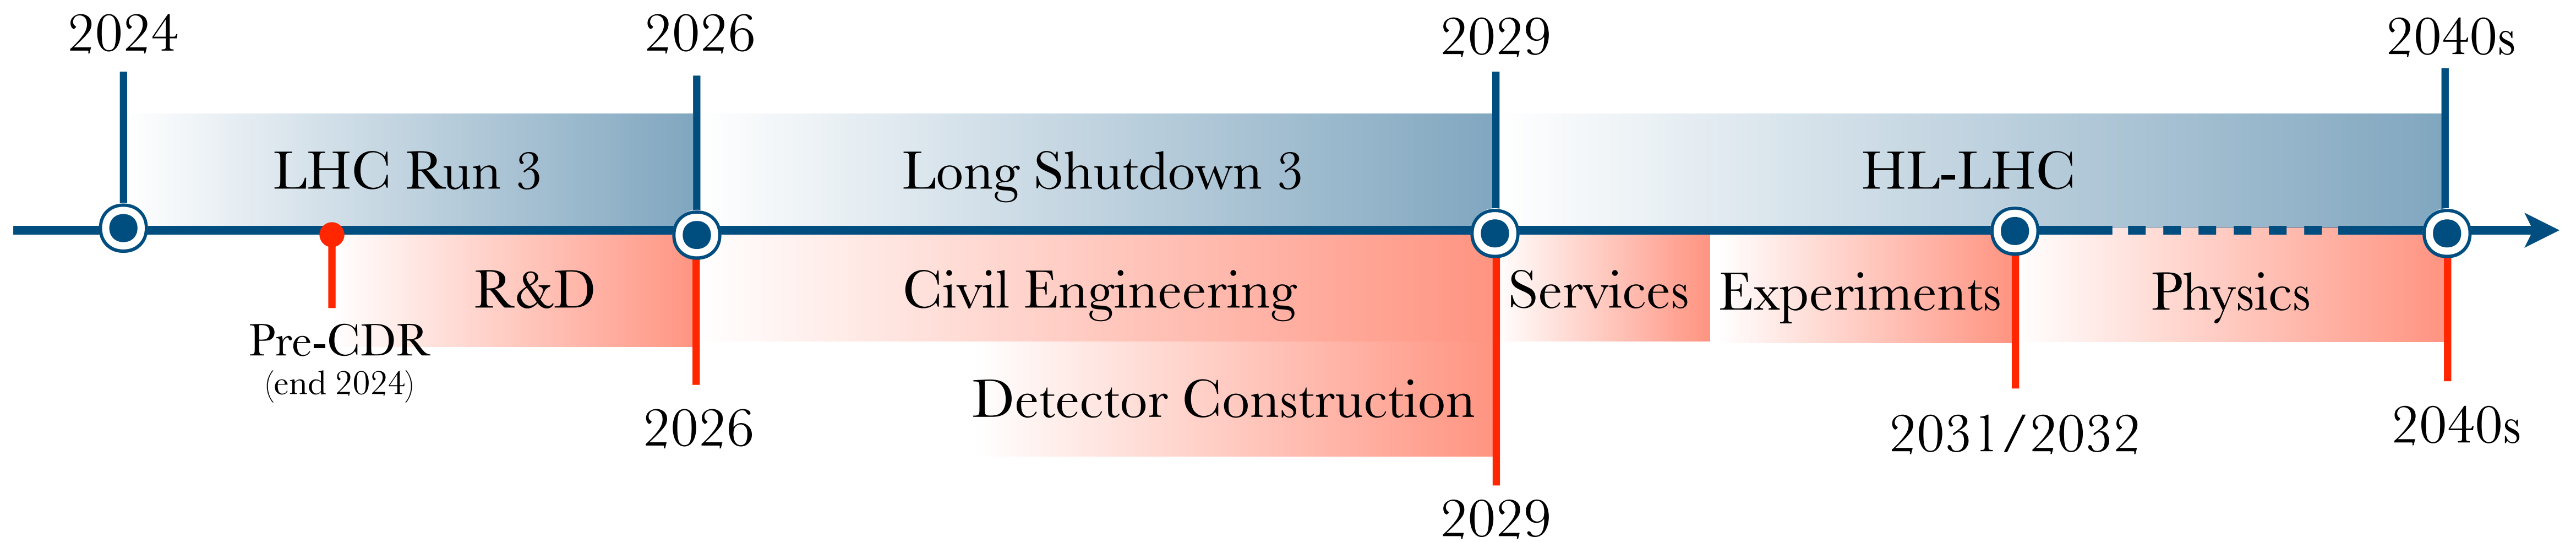 2024
2026
2029
2040s
LHC Run 3
Long Shutdown 3
HL-LHC
R&D
Civil Engineering
Services
Experiments
Physics
Pre-CDR
(end 2024)
Detector Construction
2026
2031/2032
2040s
2029